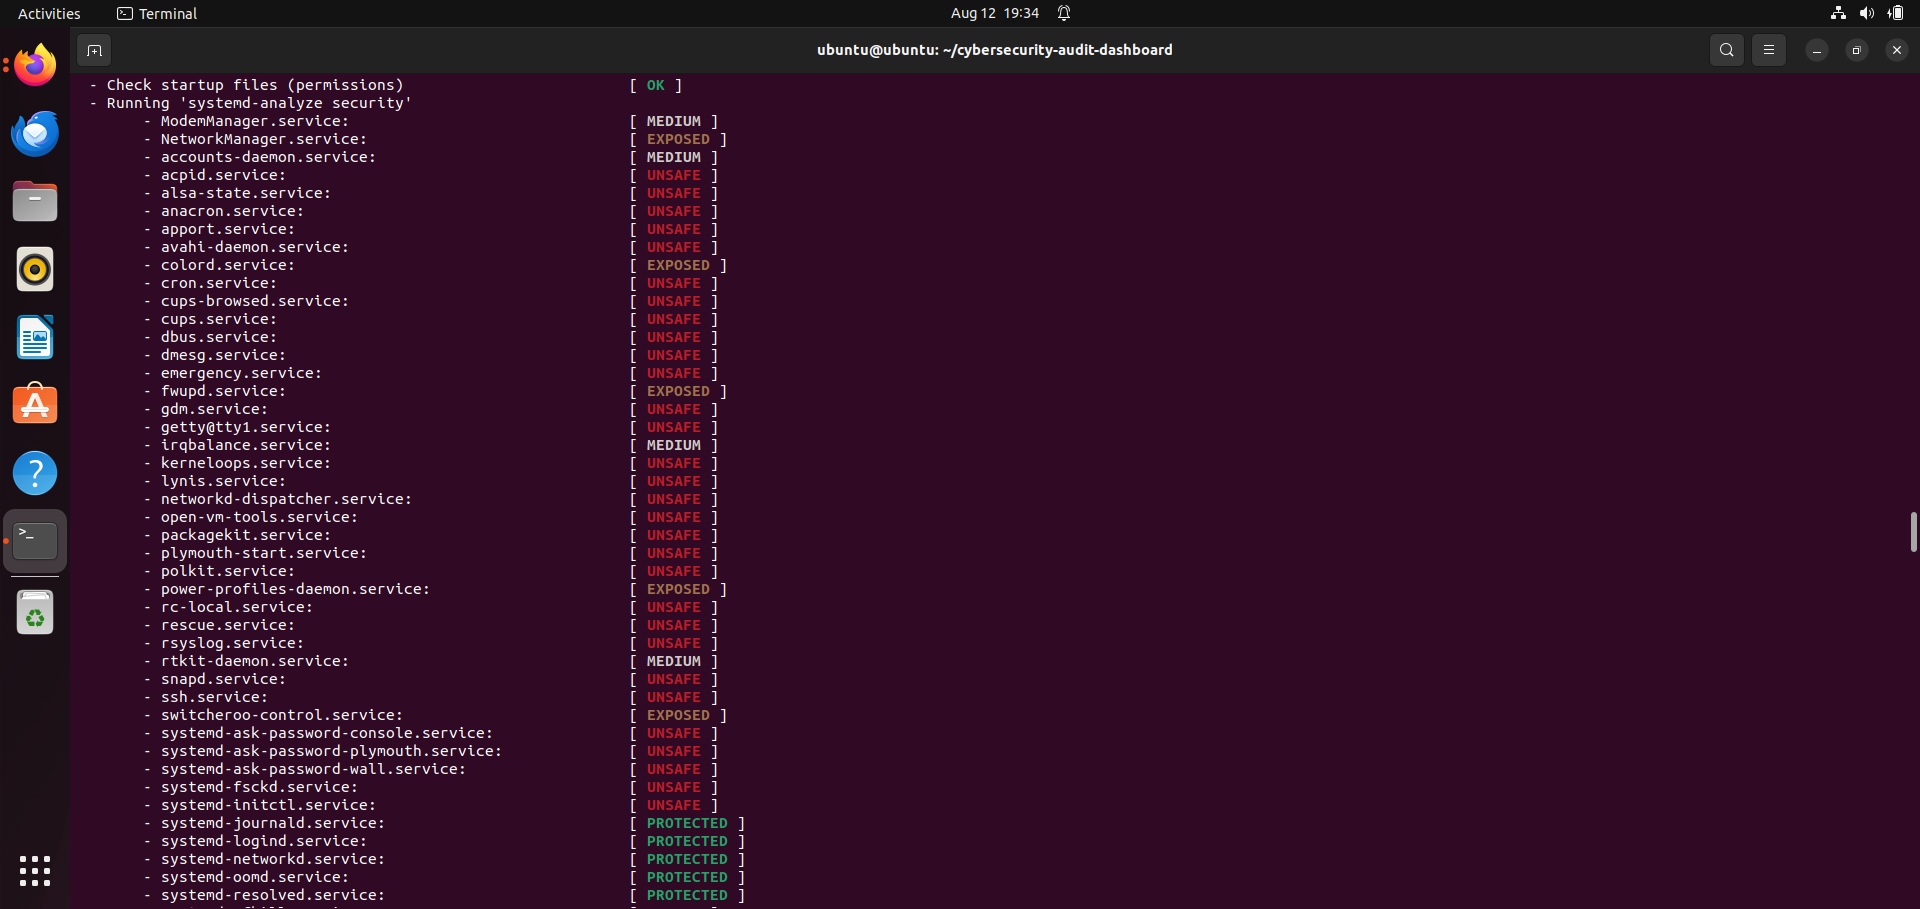 Activities
Terminal
Aug 12 19:34
ubuntu@ubuntu: ~/cybersecurity-audit-dashboard
- Check startup files (permissions) [ OK ]
- Running 'systemd-analyze security'
- ModemManager.service: [ MEDIUM ]
- NetworkManager.service: [ EXPOSED ]
- accounts-daemon.service: [ MEDIUM ]
- acpid.service: [ UNSAFE ]
- alsa-state.service: [ UNSAFE ]
- anacron.service: [ UNSAFE ]
- apport.service: [ UNSAFE ]
- avahi-daemon.service: [ UNSAFE ]
- colord.service: [ EXPOSED ]
- cron.service: [ UNSAFE ]
- cups-browsed.service: [ UNSAFE ]
- cups.service: [ UNSAFE ]
- dbus.service: [ UNSAFE ]
- dmesg.service: [ UNSAFE ]
- emergency.service: [ UNSAFE ]
- fwupd.service: [ EXPOSED ]
- gdm.service: [ UNSAFE ]
- getty@tty1.service: [ UNSAFE ]
- irqbalance.service: [ MEDIUM ]
- kerneloops.service: [ UNSAFE ]
- lynis.service: [ UNSAFE ]
- networkd-dispatcher.service: [ UNSAFE ]
- open-vm-tools.service: [ UNSAFE ]
- packagekit.service: [ UNSAFE ]
- plymouth-start.service: [ UNSAFE ]
- polkit.service: [ UNSAFE ]
- power-profiles-daemon.service: [ EXPOSED ]
- rc-local.service: [ UNSAFE ]
- rescue.service: [ UNSAFE ]
- rsyslog.service: [ UNSAFE ]
- rtkit-daemon.service: [ MEDIUM ]
- snapd.service: [ UNSAFE ]
- ssh.service: [ UNSAFE ]
- switcheroo-control.service: [ EXPOSED ]
- systemd-ask-password-console.service: [ UNSAFE ]
- systemd-ask-password-plymouth.service: [ UNSAFE ]
- systemd-ask-password-wall.service: [ UNSAFE ]
- systemd-fsckd.service: [ UNSAFE ]
- systemd-initctl.service: [ UNSAFE ]
- systemd-journald.service: [ PROTECTED ]
- systemd-logind.service: [ PROTECTED ]
- systemd-networkd.service: [ PROTECTED ]
- systemd-oomd.service: [ PROTECTED ]
- systemd-resolved.service: [ PROTECTED ]